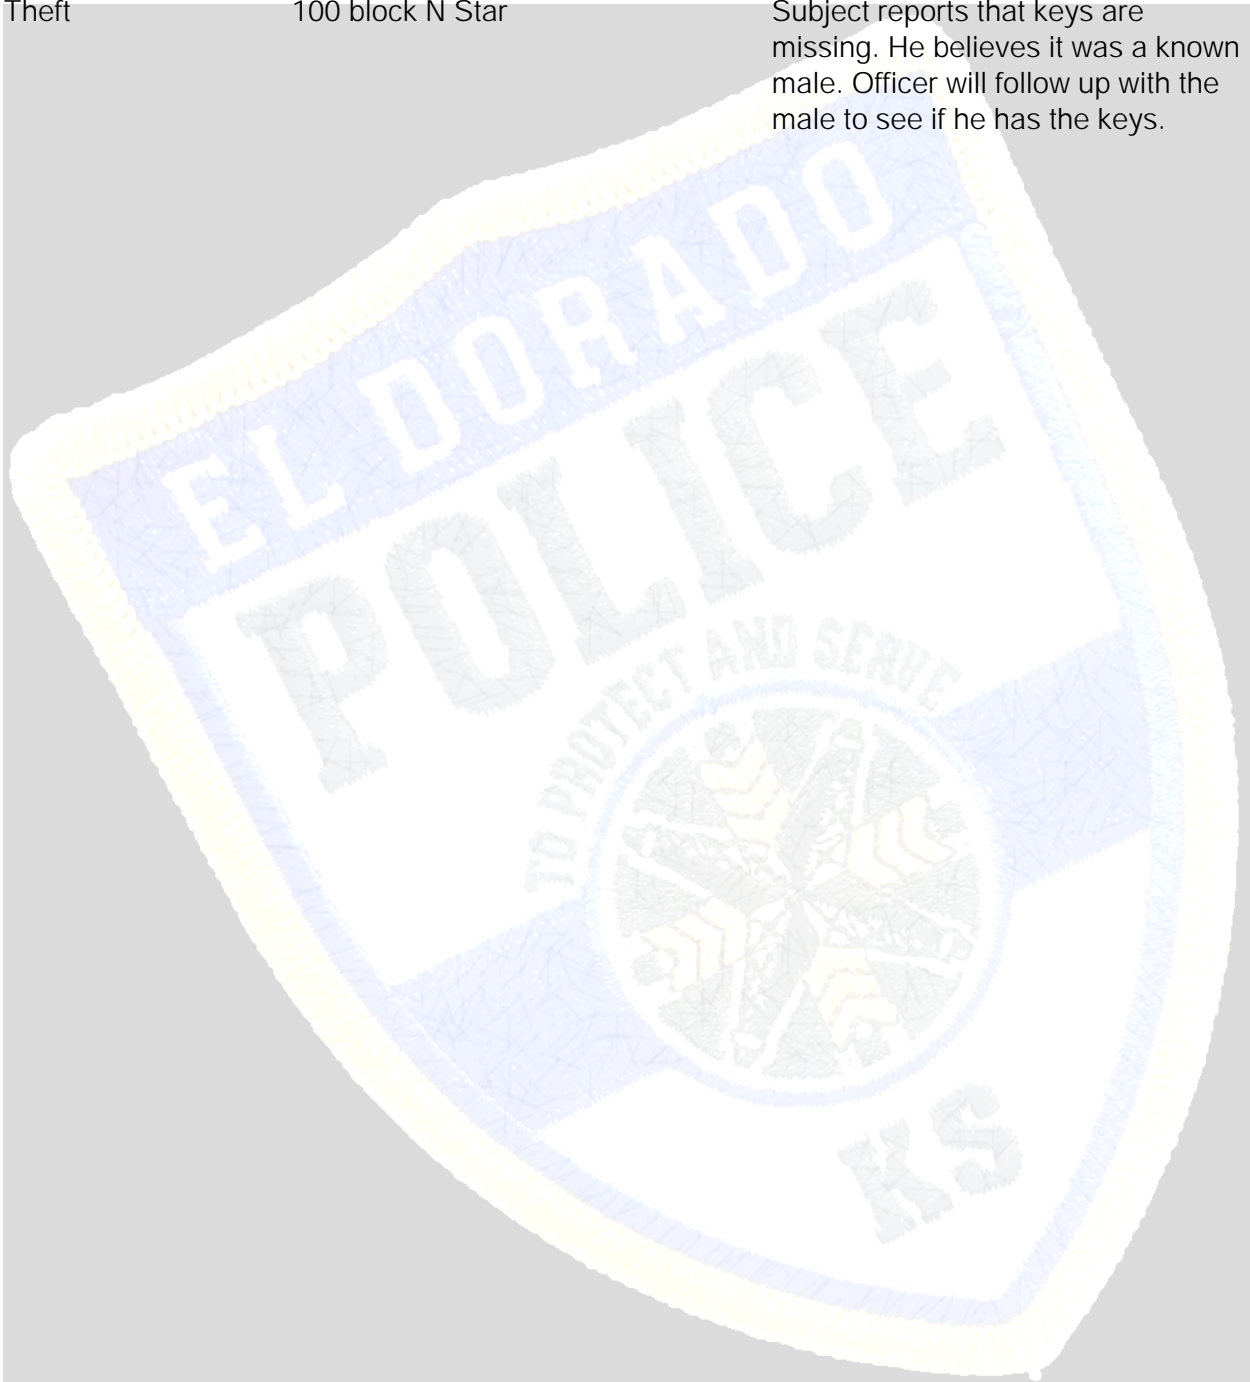 Theft 100 block N Star Subject reports that keys are
missing. He believes it was a known
male. Officer will follow up with the
male to see if he has the keys.
EL DORADO
POLICE
TO PROTECT AND SERVE
KS